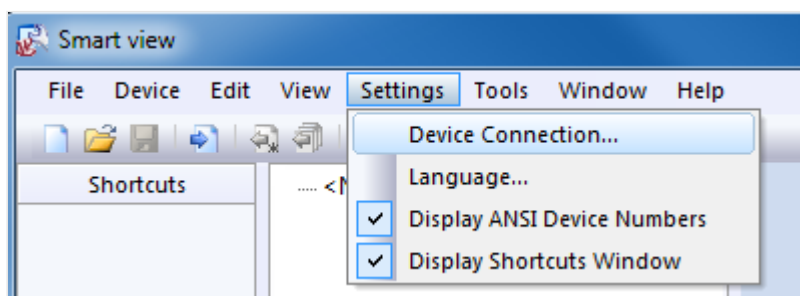 Smart view
File Device Edit View Settings Tools Window Help
Device Connection...
Shortcuts
Language...
Display ANSI Device Numbers
Display Shortcuts Window